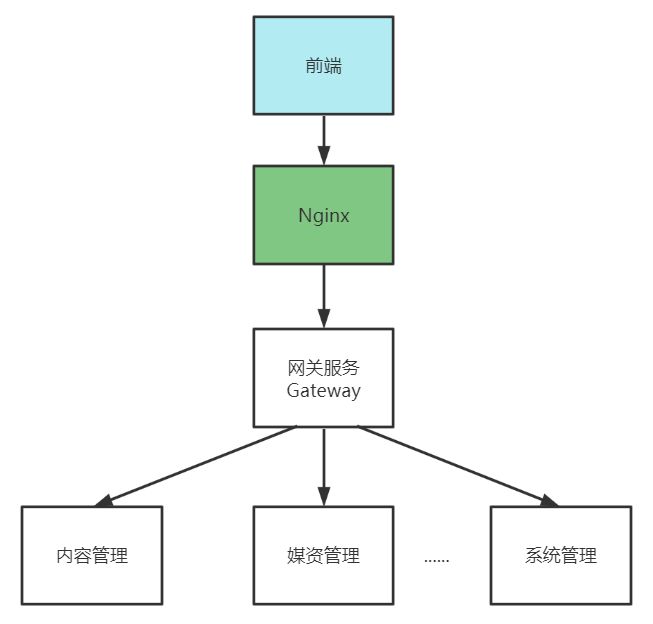 前端
Nginx
网关服务
Gateway
内容管理
媒资管理
......
系统管理